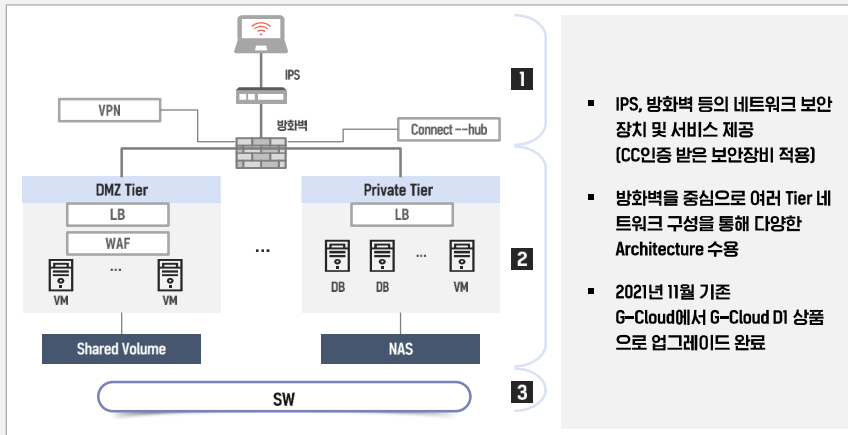 IPS
1
VPN
방화벽
Connect --hub
DMZ Tier
LB
WAF
...
VM
VM
...
Private Tier
LB
...
DB
DB
VM
2
Shared Volume
NAS
SW
3
▪ IPS, 방화벽 등의 네트워크 보안
장치 및 서비스 제공
(CC인증 받은 보안장비 적용)
▪ 방화벽을 중심으로 여러 Tier 네
트워크 구성을 통해 다양한
Architecture 수용
▪ 2021년 11월 기존
G-Cloud에서 G-Cloud D1 상품
으로 업그레이드 완료